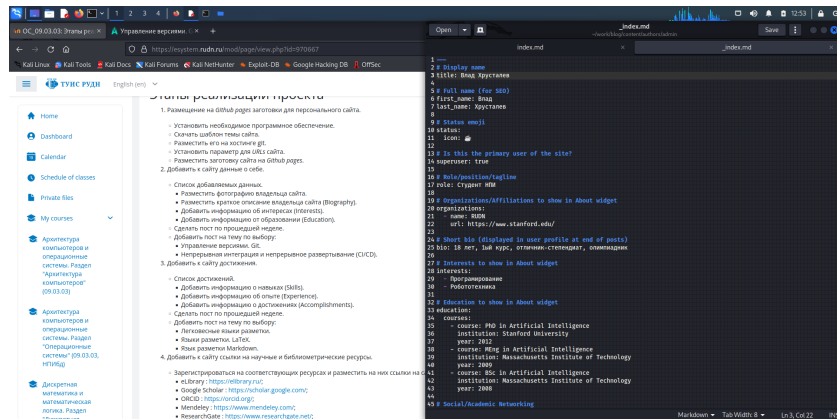 1 2 3 4
12:53
ОС_09.03.03: Этапы реа
Управление версиями. С
https://esystem.rudn.ru/mod/page/view.php?id=970667
Kali Linux Kali Tools Kali Docs Kali Forums Kali NetHunter Exploit-DB Google Hacking DB OffSec
ТУИС РУДН English (en)
Home
Dashboard
Calendar
Schedule of classes
Private files
My courses
Архитектура
компьютеров и
операционные
системы. Раздел
"Архитектура
компьютеров"
(09.03.03)
Архитектура
компьютеров и
операционные
системы. Раздел
"Операционные
системы" (09.03.03,
НПИбд)
Дискретная
математика и
математическая
логика. Раздел
Этапы реализации проекта
1. Размещение на Github pages заготовки для персонального сайта.
Установить необходимое программное обеспечение.
Скачать шаблон темы сайта.
Разместить его на хостинге git.
Установить параметр для URLs сайта.
Разместить заготовку сайта на Github pages.
2. Добавить к сайту данные о себе.
Список добавляемых данных.
Разместить фотографию владельца сайта.
Разместить краткое описание владельца сайта (Biography).
Добавить информацию об интересах (Interests).
Добавить информацию от образовании (Education).
Сделать пост по прошедшей неделе.
Добавить пост на тему по выбору:
Управление версиями. Git.
Непрерывная интеграция и непрерывное развертывание (CI/CD).
3. Добавить к сайту достижения.
Список достижений.
Добавить информацию о навыках (Skills).
Добавить информацию об опыте (Experience).
Добавить информацию о достижениях (Accomplishments).
Сделать пост по прошедшей неделе.
Добавить пост на тему по выбору:
Легковесные языки разметки.
Языки разметки. LaTeX.
Язык разметки Markdown.
4. Добавить к сайту ссылки на научные и библиометрические ресурсы.
Зарегистрироваться на соответствующих ресурсах и разместить на них ссылки на с
eLibrary : https://elibrary.ru/;
Google Scholar : https://scholar.google.com/;
ORCID : https://orcid.org/;
Mendeley : https://www.mendeley.com/;
ResearchGate : https://www.researchgate.net/;
Open
_index.md
~/work/blog/content/authors/admin
Save
index.md
_index.md
1 ---
2 # Display name
3 title: Влад Хрусталев
4
5 # Full name (for SEO)
6 first_name: Влад
7 last_name: Хрусталев
8
9 # Status emoji
10 status:
11 icon: ☕️
12
13 # Is this the primary user of the site?
14 superuser: true
15
16 # Role/position/tagline
17 role: Студент НПИ
18
19 # Organizations/Affiliations to show in About widget
20 organizations:
21 - name: RUDN
22 url: https://www.stanford.edu/
23
24 # Short bio (displayed in user profile at end of posts)
25 bio: 18 лет, 1ый курс, отличник-степендиат, олимпиадник
26
27 # Interests to show in About widget
28 interests:
29 - Програмирование
30 - Робототехника
31
32 # Education to show in About widget
33 education:
34 courses:
35 - course: PhD in Artificial Intelligence
36 institution: Stanford University
37 year: 2012
38 - course: MEng in Artificial Intelligence
39 institution: Massachusetts Institute of Technology
40 year: 2009
41 - course: BSc in Artificial Intelligence
42 institution: Massachusetts Institute of Technology
43 year: 2008
44
45 # Social/Academic Networking
Markdown Tab Width: 8 Ln 3, Col 22 INS